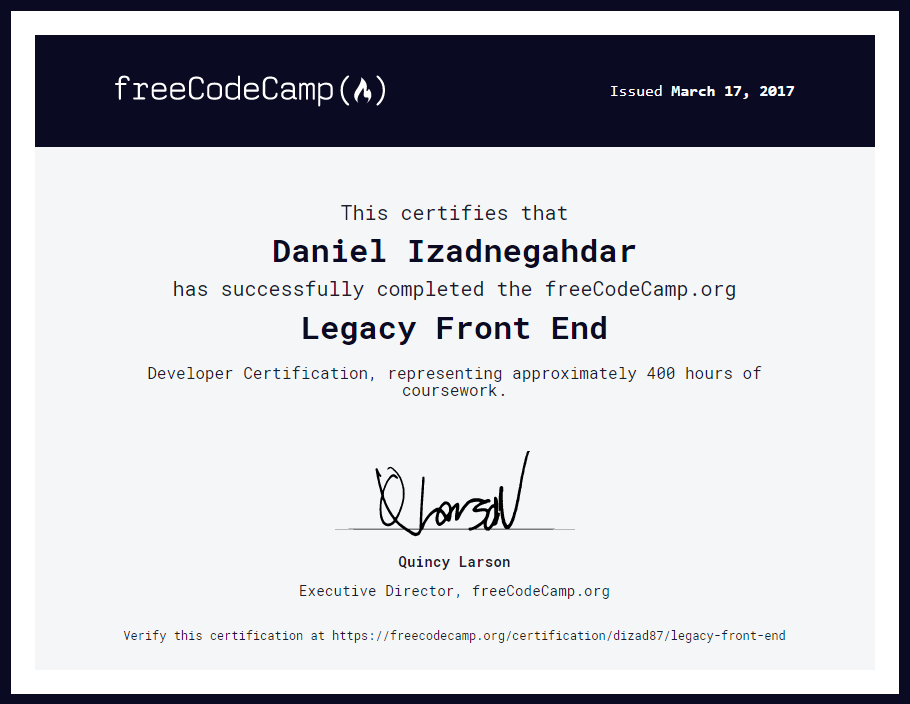 freeCodeCamp(🔥)
Issued March 17, 2017
This certifies that
Daniel Izadnegahdar
has successfully completed the freeCodeCamp.org
Legacy Front End
Developer Certification, representing approximately 400 hours of
coursework.
QLarson
Quincy Larson
Executive Director, freeCodeCamp.org
Verify this certification at https://freecodecamp.org/certification/dizad87/legacy-front-end